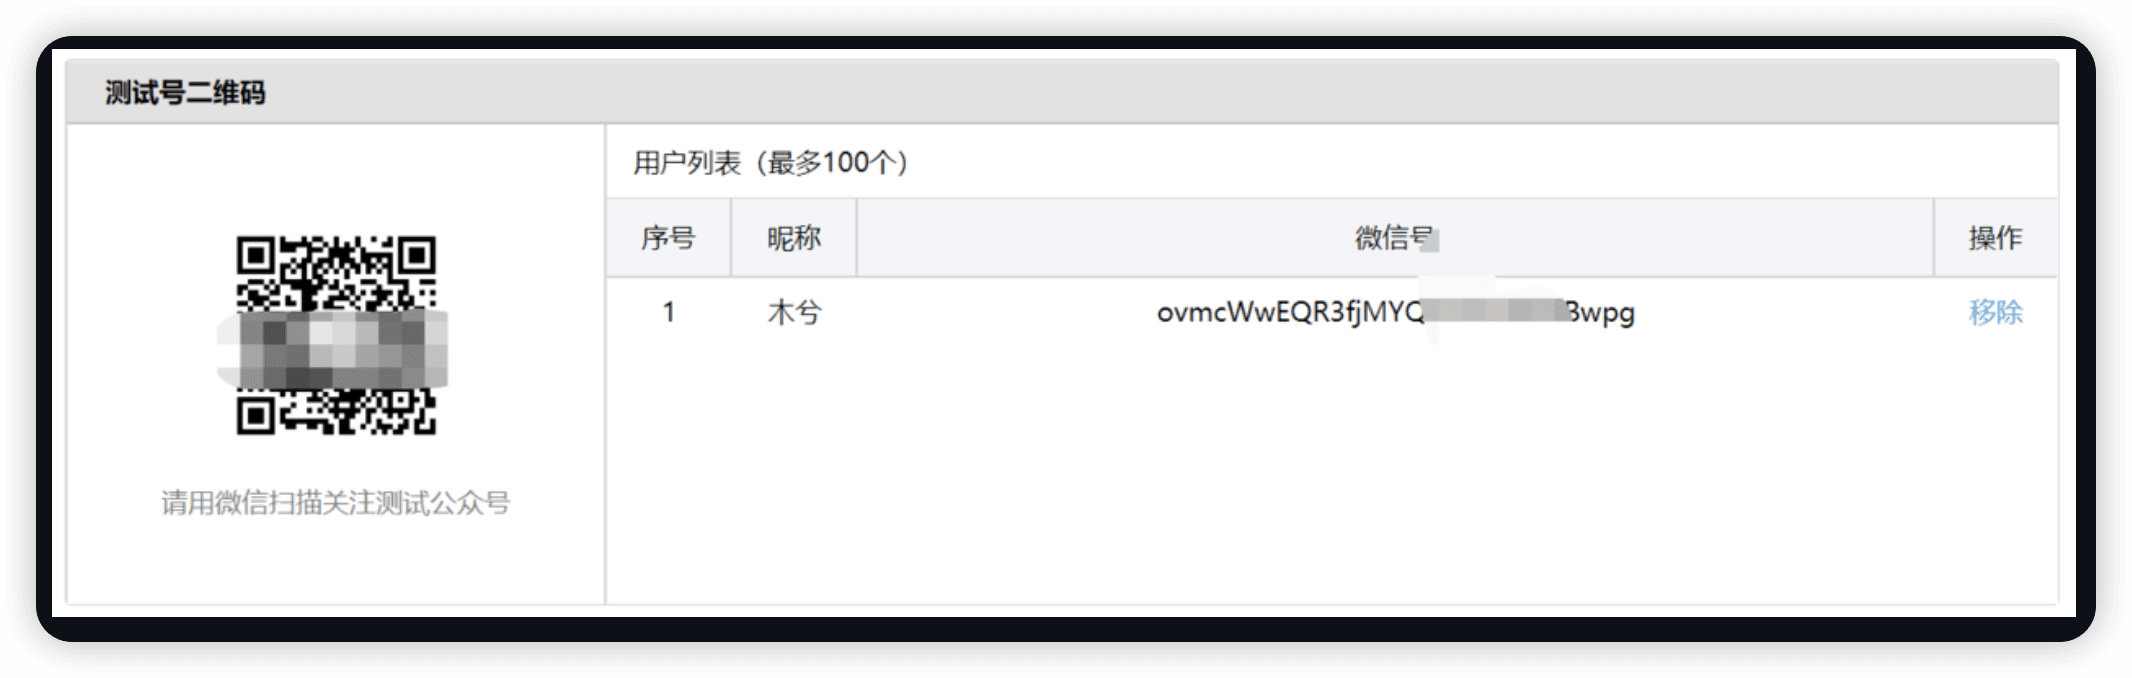 测试号二维码
请用微信扫描关注测试公众号
用户列表（最多100个）
序号 昵称 微信号 操作
1 木兮 ovmcWwEQR3fjMYQ 3wpg 移除